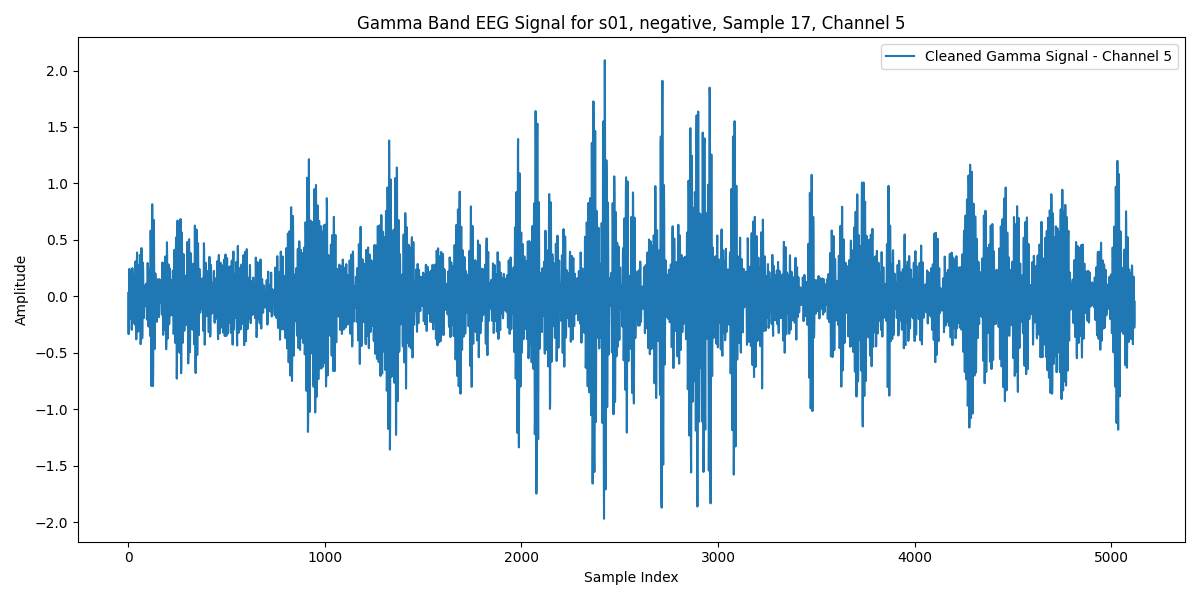 Gamma Band EEG Signal for s01, negative, Sample 17, Channel 5
Cleaned Gamma Signal - Channel 5
2.0
1.5
1.0
0.5
0.0
−0.5
−1.0
−1.5
−2.0
Amplitude
0 1000 2000 3000 4000 5000
Sample Index